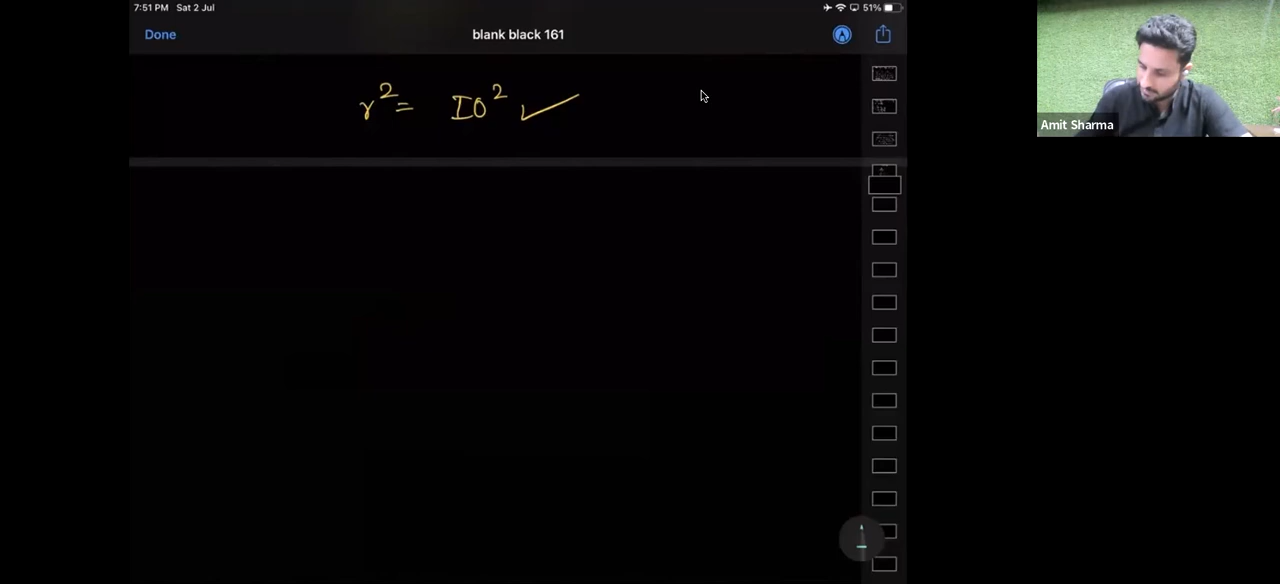 7:51 PM Sat 2 Jul
51%
Done
blank black 161
Amit Sharma
r² = IO² ✓